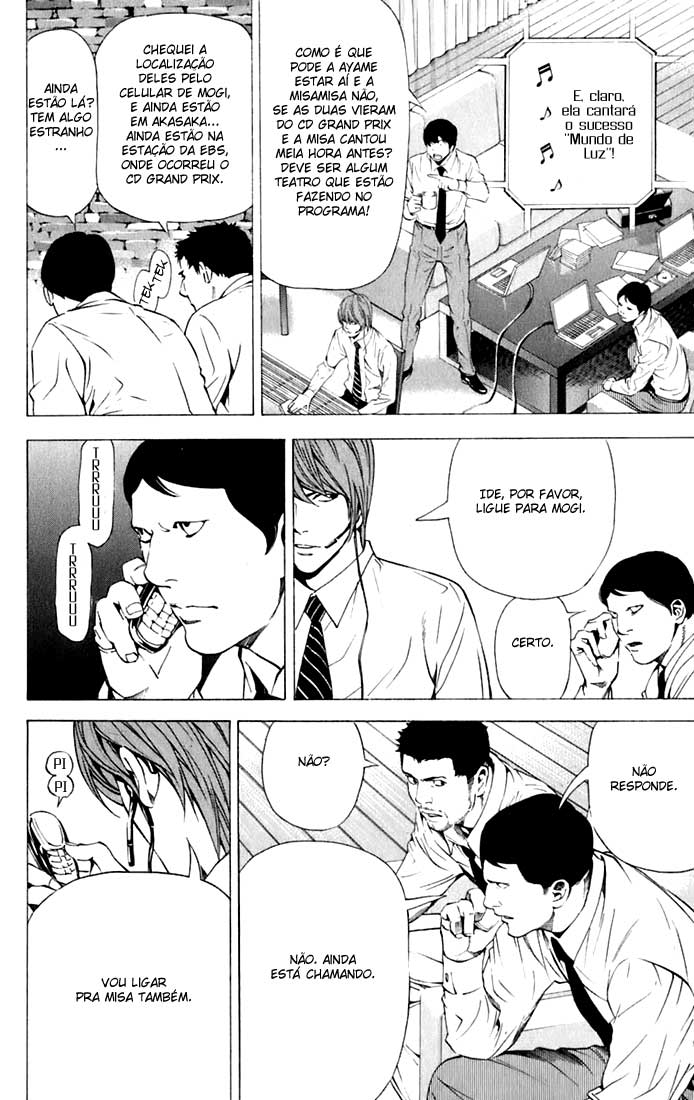 E, claro,
ela cantará
o sucesso
"Mundo de
Luz"!
COMO É QUE
PODE A AYAME
ESTAR AÍ E A
MISAMISA NÃO,
SE AS DUAS VIERAM
DO CD GRAND PRIX
E A MISA CANTOU
MEIA HORA ANTES?
DEVE SER ALGUM
TEATRO QUE ESTÃO
FAZENDO NO
PROGRAMA!
CHEQUEI A
LOCALIZAÇÃO
DELES PELO
CELLULAR DE MOGI,
E AINDA ESTÃO
EM AKASAKA...
AINDA ESTÃO NA
ESTAÇÃO DA EBS,
ONDE OCORREU O
CD GRAND PRIX.
TEK
TEK
AINDA
ESTÃO LÁ?
TEM ALGO
ESTRANHO
...
IDE, POR FAVOR,
LIGUE PARA MOGI.
CERTO.
TRRRUUU
TRRRUUU
NÃO
RESPONDE.
NÃO?
NÃO. AINDA
ESTÁ CHAMANDO.
PI
PI
VOU LIGAR
PRA MISA TAMBÉM.